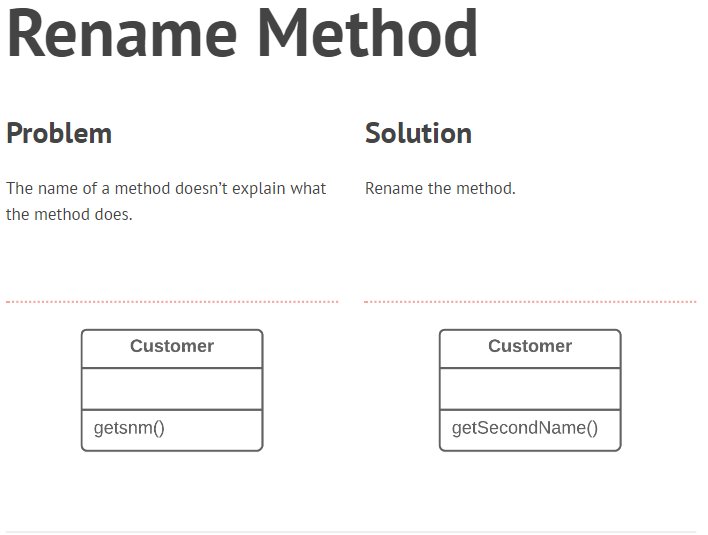 Rename Method
Problem
The name of a method doesn’t explain what
the method does.
Solution
Rename the method.
Customer
getsnm()
Customer
getSecondName()